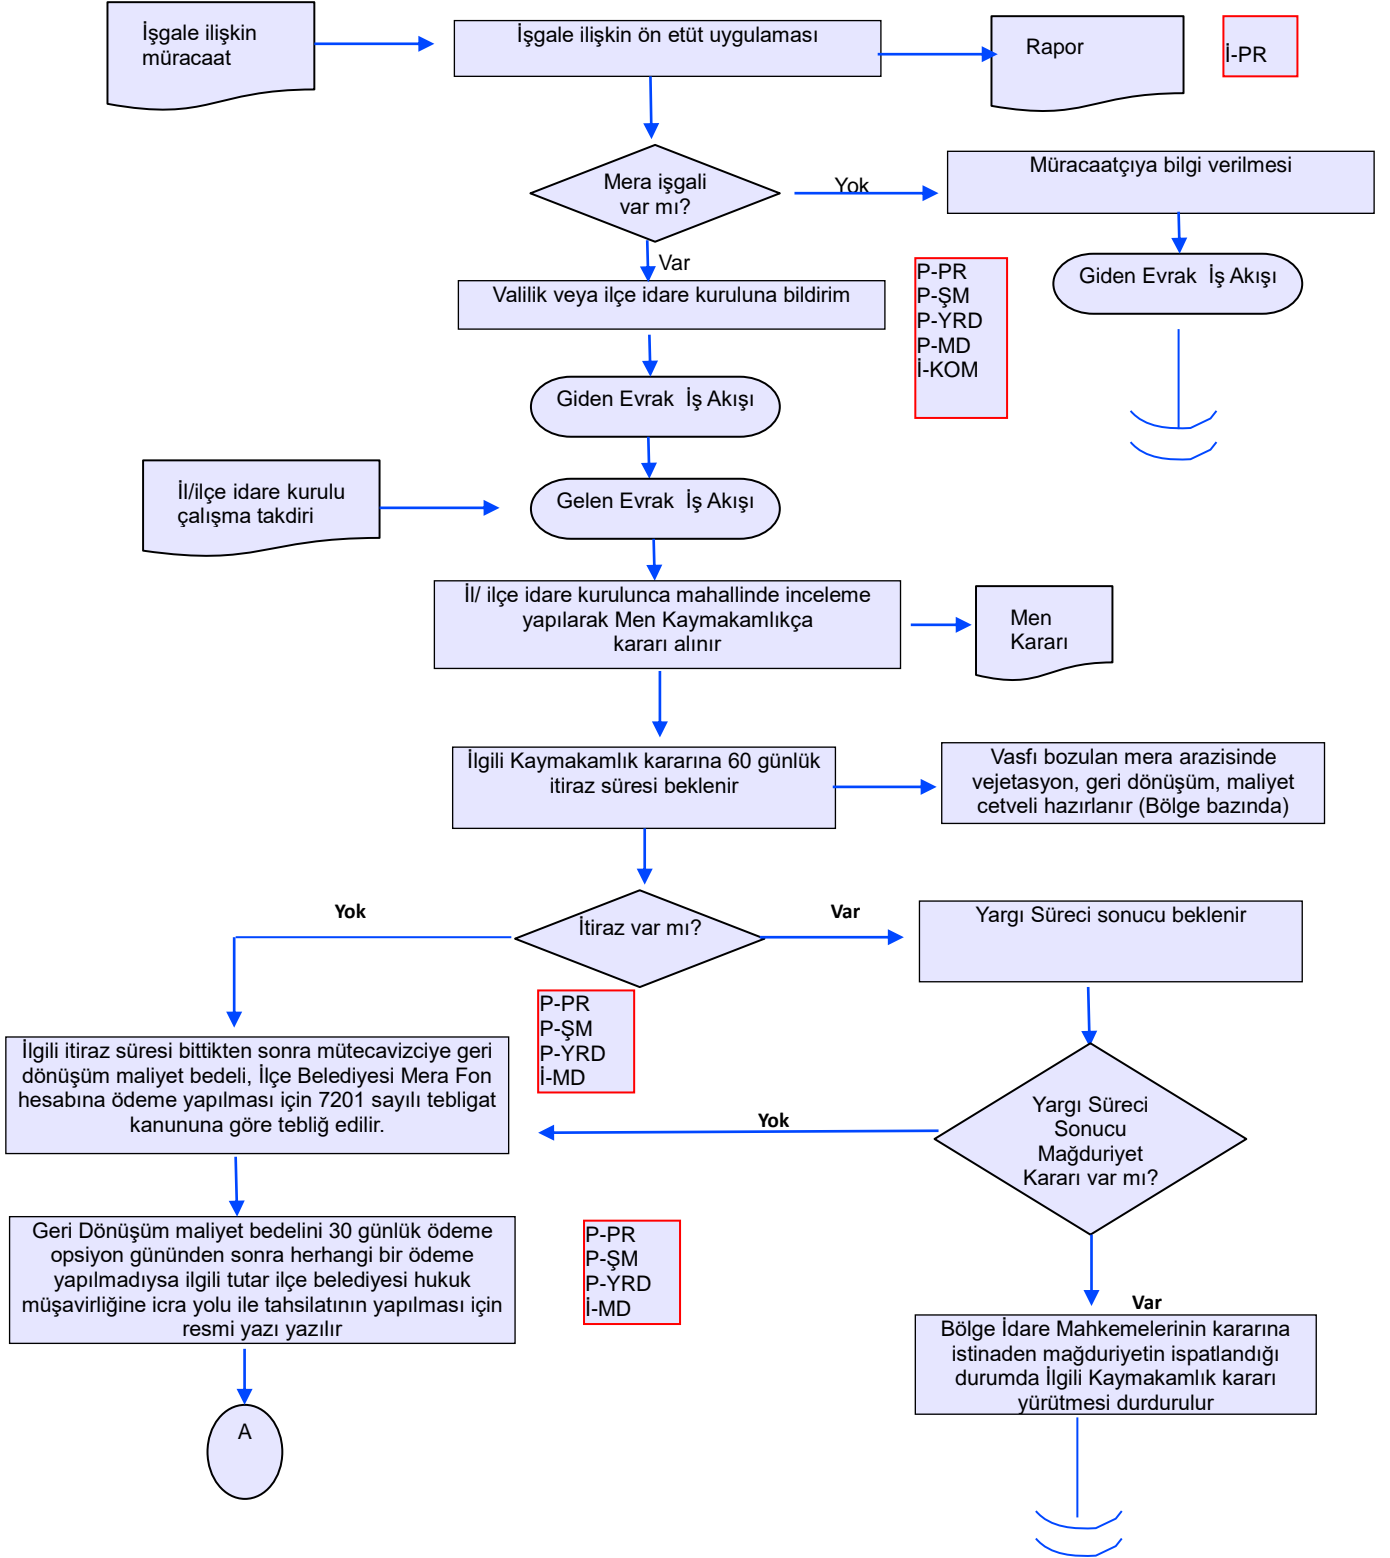 İşgale ilişkin
müracaat
İşgale ilişkin ön etüt uygulaması
Rapor
İ-PR
Mera işgali
var mı?
Yok
Müracaatçıya bilgi verilmesi
Var
Giden Evrak İş Akışı
Valilik veya ilçe idare kuruluna bildirim
P-PR
P-ŞM
P-YRD
P-MD
İ-KOM
Giden Evrak İş Akışı
İl/ilçe idare kurulu
çalışma takdiri
Gelen Evrak İş Akışı
İl/ ilçe idare kurulunca mahallinde inceleme
yapılarak Men Kaymakamlıkça
kararı alınır
Men
Kararı
İlgili Kaymakamlık kararına 60 günlük
itiraz süresi beklenir
Vasfı bozulan mera arazisinde
vejetasyon, geri dönüşüm, maliyet
cetveli hazırlanır (Bölge bazında)
Yok
İtiraz var mı?
Var
Yargı Süreci sonucu beklenir
P-PR
P-ŞM
P-YRD
İ-MD
İlgili itiraz süresi bittikten sonra mütecavizciye geri
dönüşüm maliyet bedeli, İlçe Belediyesi Mera Fon
hesabına ödeme yapılması için 7201 sayılı tebligat
kanununa göre tebliğ edilir.
Yok
Yargı Süreci
Sonucu
Mağduriyet
Kararı var mı?
Geri Dönüşüm maliyet bedelini 30 günlük ödeme
opsiyon gününden sonra herhangi bir ödeme
yapılmadıysa ilgili tutar ilçe belediyesi hukuk
müşavirliğine icra yolu ile tahsilatının yapılması için
resmi yazı yazılır
P-PR
P-ŞM
P-YRD
İ-MD
Var
Bölge İdare Mahkemelerinin kararına
istinaden mağduriyetin ispatlandığı
durumda İlgili Kaymakamlık kararı
yürütmesi durdurulur
A